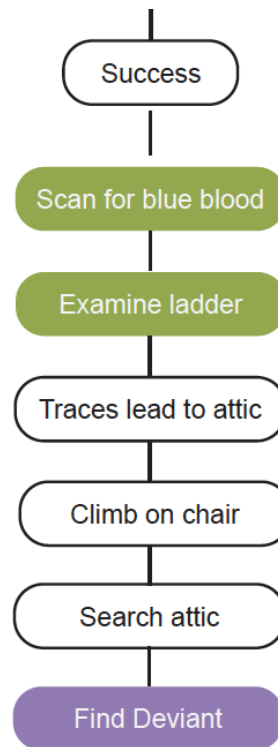 Success
Scan for blue blood
Examine ladder
Traces lead to attic
Climb on chair
Search attic
Find Deviant